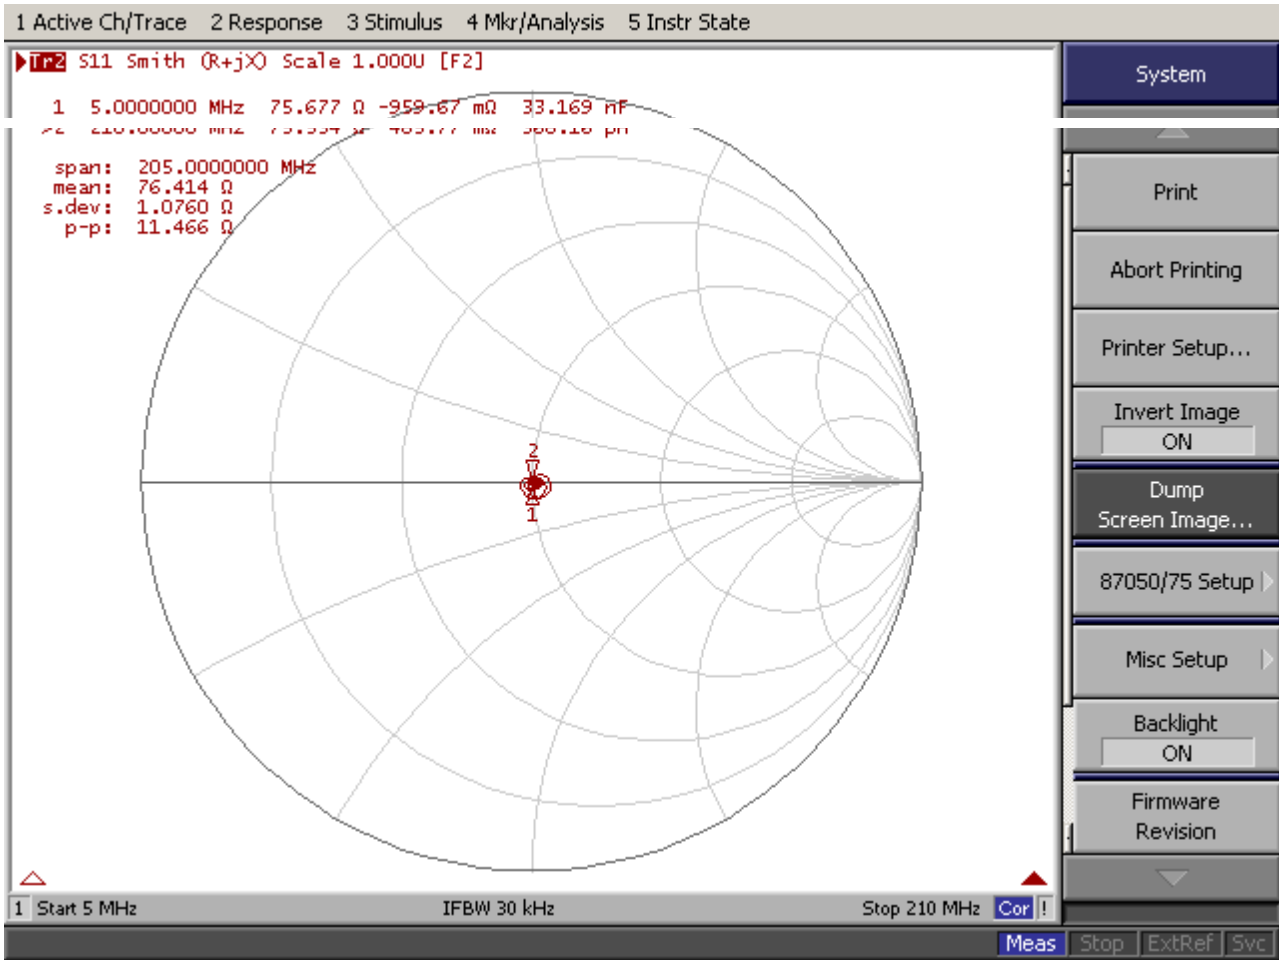 1 Active Ch/Trace 2 Response 3 Stimulus 4 Mkr/Analysis 5 Instr State
Tr2 S11 Smith (R+jX) Scale 1.000U [F2]
1 5.0000000 MHz 75.677 Ω -959.67 mΩ 33.169 nF
>2 210.00000 MHz
span: 205.0000000 MHz
mean: 76.414 Ω
s.dev: 1.0760 Ω
p-p: 11.466 Ω
2
1
1 Start 5 MHz
IFBW 30 kHz
Stop 210 MHz Cor !
System
Print
Abort Printing
Printer Setup...
Invert Image
ON
Dump
Screen Image...
87050/75 Setup
Misc Setup
Backlight
ON
Firmware
Revision
Meas Stop ExtRef Svc